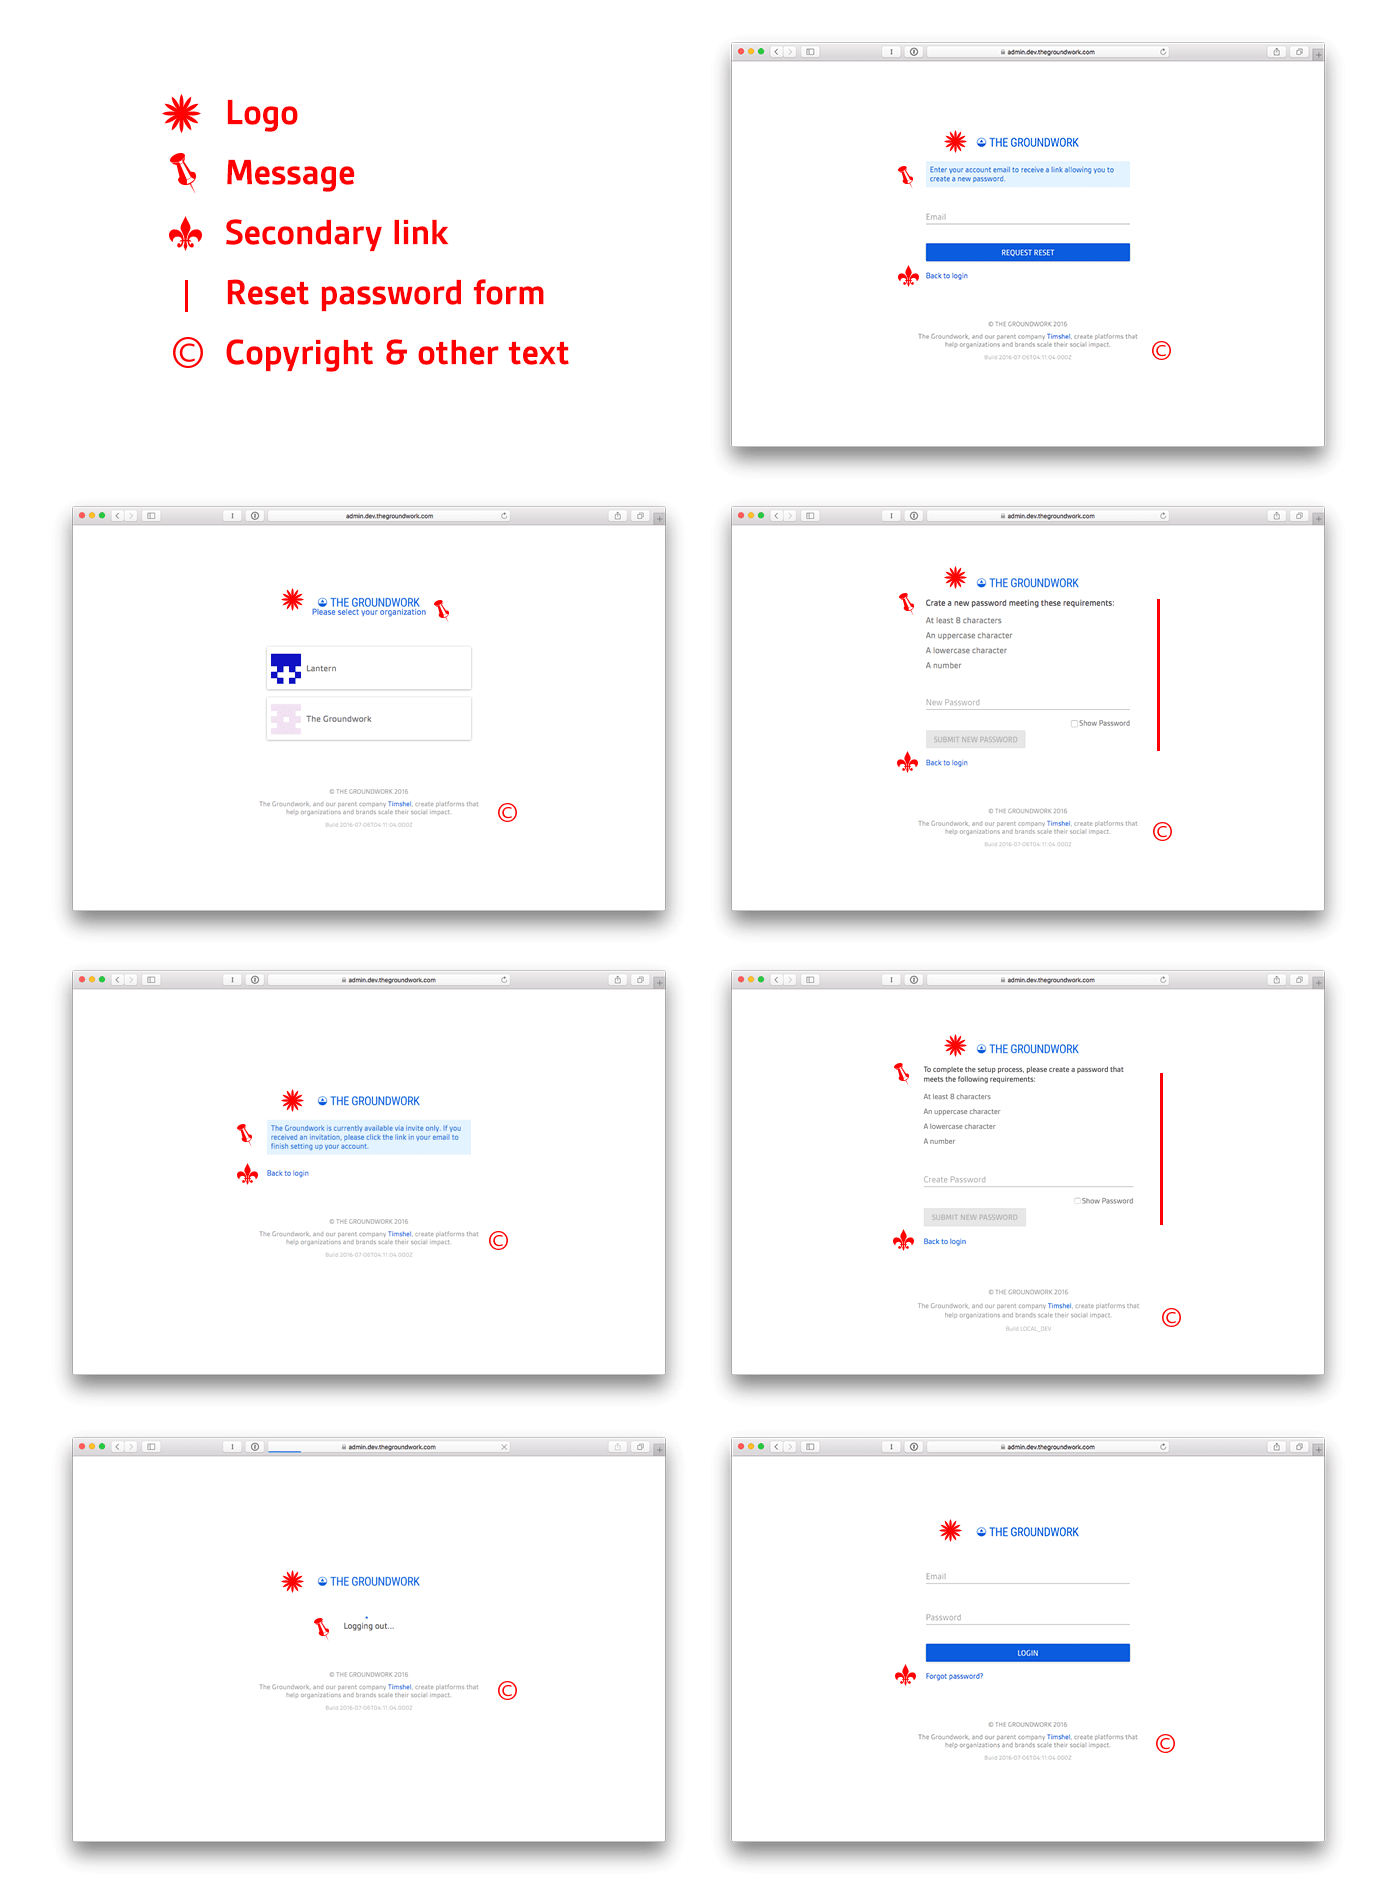 Logo
Message
Secondary link
Reset password form
© Copyright & other text
admin.dev.thegroundwork.com
THE GROUNDWORK
Enter your account email to receive a link allowing you to
create a new password.
Email
REQUEST RESET
Back to login
© THE GROUNDWORK 2016
The Groundwork, and our parent company Timshel, create platforms that
help organizations and brands scale their social impact.
©
Build 2016-07-06T04:11:04.000Z
admin.dev.thegroundwork.com
THE GROUNDWORK
Please select your organization
Lantern
The Groundwork
© THE GROUNDWORK 2016
The Groundwork, and our parent company Timshel, create platforms that
help organizations and brands scale their social impact.
©
Build 2016-07-06T04:11:04.000Z
admin.dev.thegroundwork.com
THE GROUNDWORK
Crate a new password meeting these requirements:
At least 8 characters
An uppercase character
A lowercase character
A number
New Password
Show Password
SUBMIT NEW PASSWORD
Back to login
© THE GROUNDWORK 2016
The Groundwork, and our parent company Timshel, create platforms that
help organizations and brands scale their social impact.
©
Build 2016-07-06T04:11:04.000Z
admin.dev.thegroundwork.com
THE GROUNDWORK
The Groundwork is currently available via invite only. If you
received an invitation, please click the link in your email to
finish setting up your account.
Back to login
© THE GROUNDWORK 2016
The Groundwork, and our parent company Timshel, create platforms that
help organizations and brands scale their social impact.
©
Build 2016-07-06T04:11:04.000Z
admin.dev.thegroundwork.com
THE GROUNDWORK
To complete the setup process, please create a password that
meets the following requirements:
At least 8 characters
An uppercase character
A lowercase character
A number
Create Password
Show Password
SUBMIT NEW PASSWORD
Back to login
© THE GROUNDWORK 2016
The Groundwork, and our parent company Timshel, create platforms that
help organizations and brands scale their social impact.
©
Build LOCAL_DEV
admin.dev.thegroundwork.com
THE GROUNDWORK
Logging out...
© THE GROUNDWORK 2016
The Groundwork, and our parent company Timshel, create platforms that
help organizations and brands scale their social impact.
©
Build 2016-07-06T04:11:04.000Z
admin.dev.thegroundwork.com
THE GROUNDWORK
Email
Password
LOGIN
Forgot password?
© THE GROUNDWORK 2016
The Groundwork, and our parent company Timshel, create platforms that
help organizations and brands scale their social impact.
©
Build 2016-07-06T04:11:04.000Z